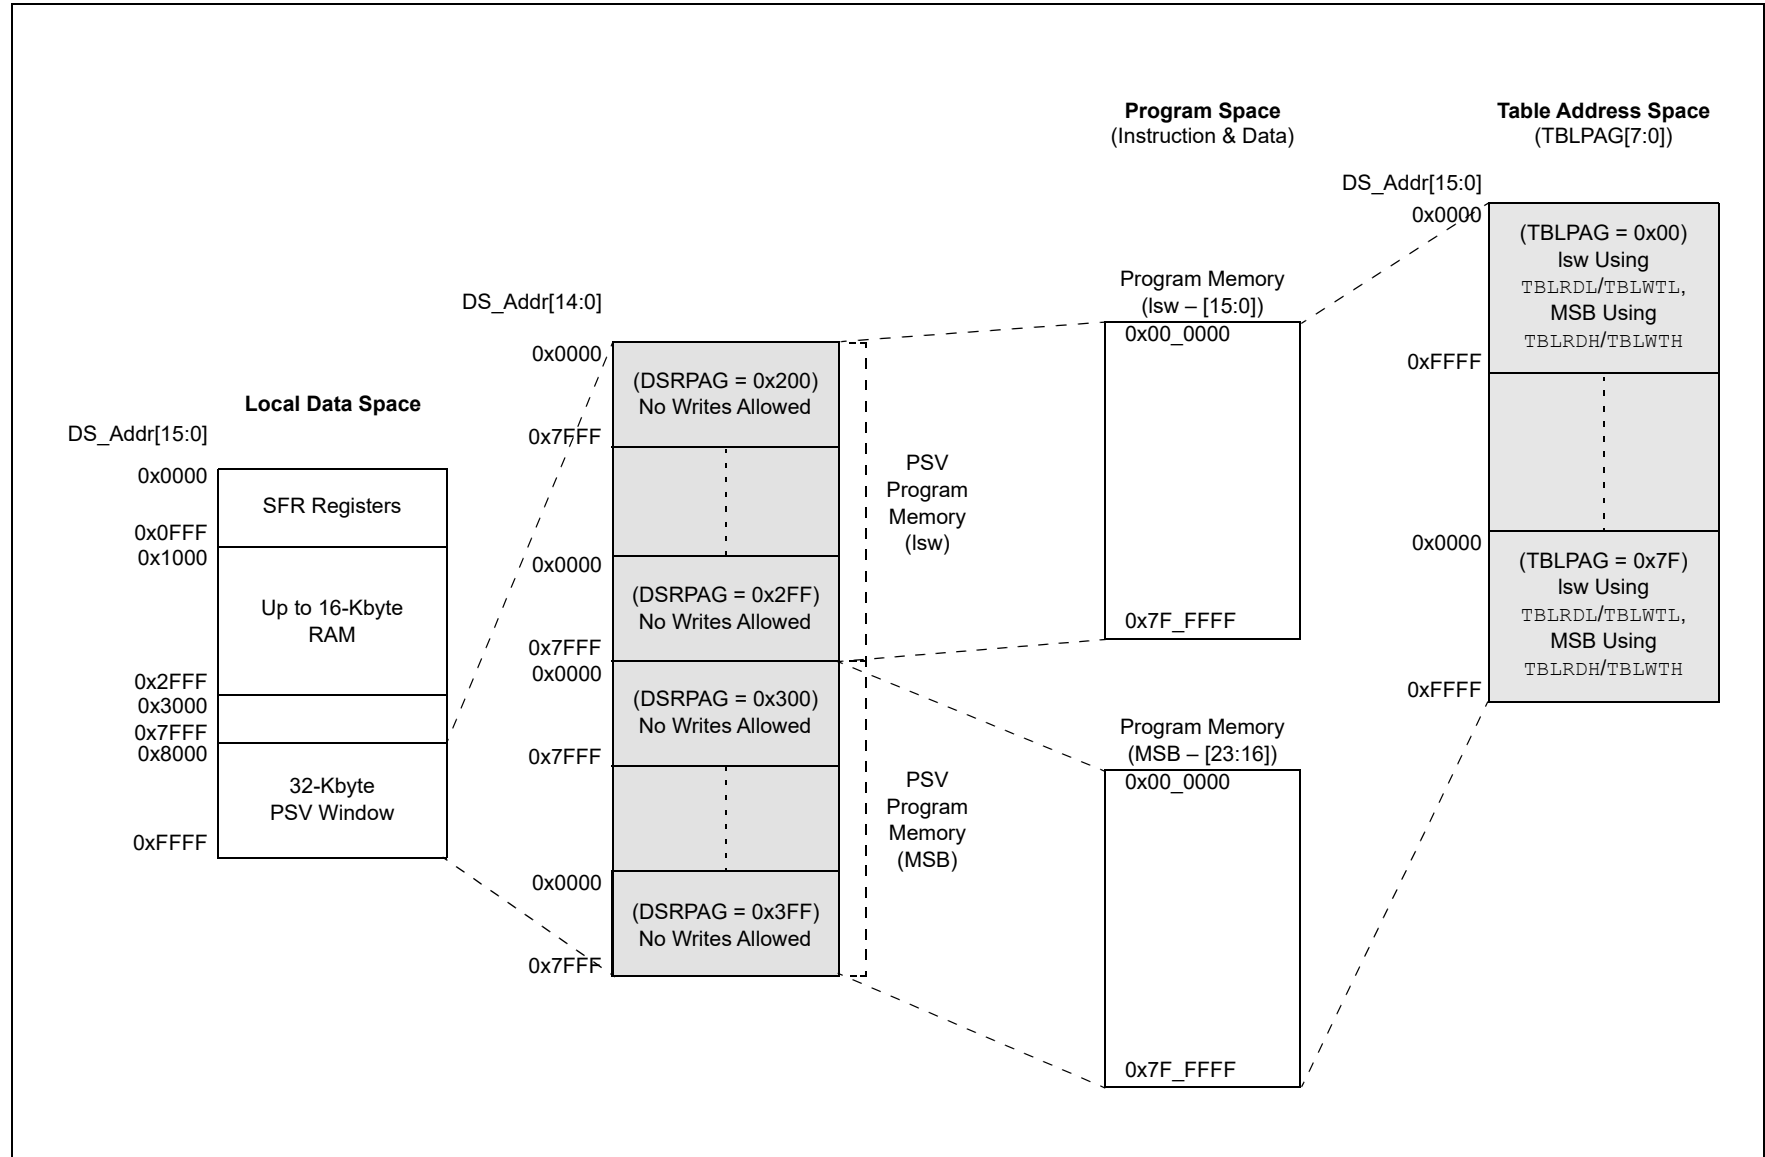 Program Space
(Instruction & Data)
Table Address Space
(TBLPAG[7:0])
Local Data Space
DS_Addr[15:0]
0x0000
SFR Registers
0x0FFF
0x1000
Up to 16-Kbyte
RAM
0x2FFF
0x3000
0x7FFF
0x8000
32-Kbyte
PSV Window
0xFFFF
DS_Addr[14:0]
0x0000
(DSRPAG = 0x200)
No Writes Allowed
0x7FFF
0x0000
(DSRPAG = 0x2FF)
No Writes Allowed
0x7FFF
0x0000
(DSRPAG = 0x300)
No Writes Allowed
0x7FFF
0x0000
(DSRPAG = 0x3FF)
No Writes Allowed
0x7FFF
PSV
Program
Memory
(lsw)
PSV
Program
Memory
(MSB)
Program Memory
(lsw – [15:0])
0x00_0000
0x7F_FFFF
Program Memory
(MSB – [23:16])
0x00_0000
0x7F_FFFF
DS_Addr[15:0]
0x0000
(TBLPAG = 0x00)
lsw Using
TBLRDL/TBLWTL,
MSB Using
TBLRDH/TBLWTH
0xFFFF
0x0000
(TBLPAG = 0x7F)
lsw Using
TBLRDL/TBLWTL,
MSB Using
TBLRDH/TBLWTH
0xFFFF